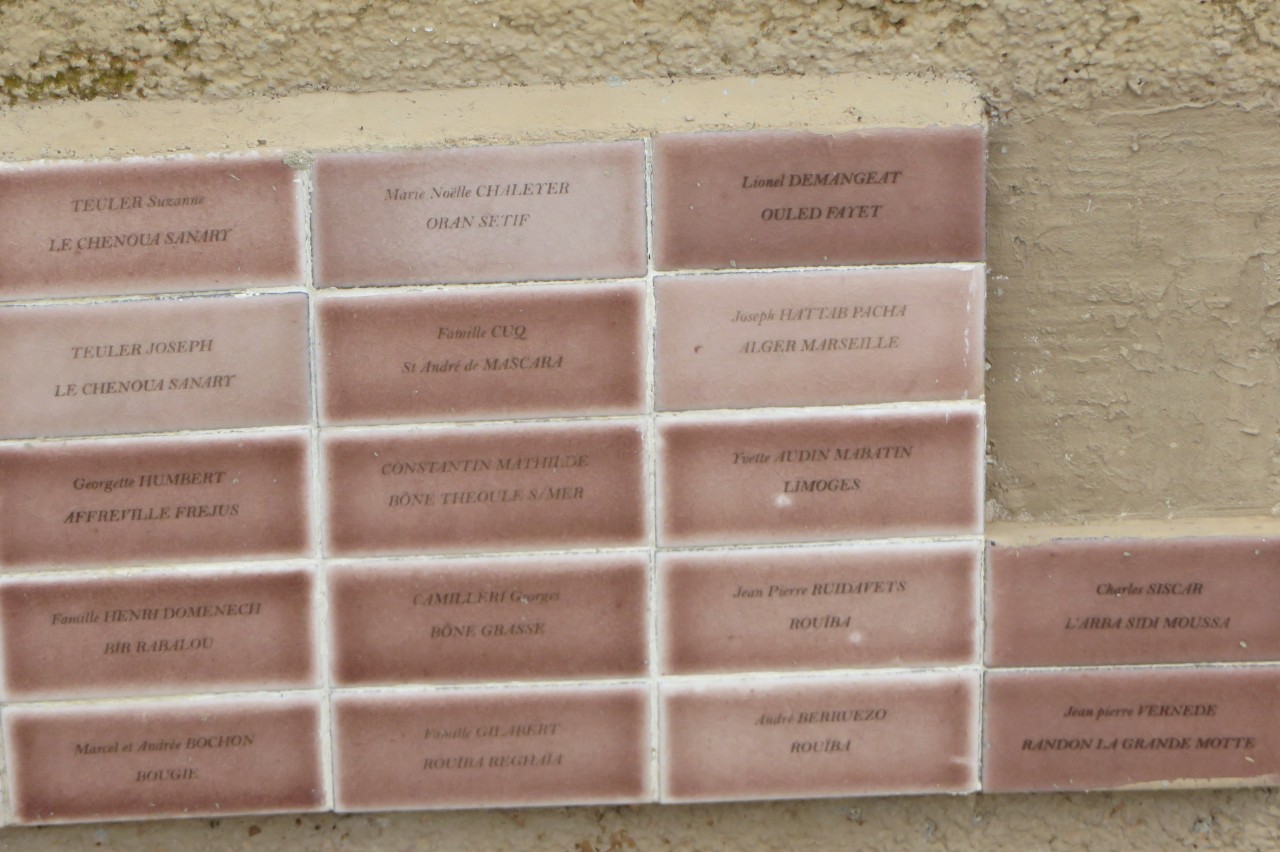 TEULER Suzanne
LE CHENOUA SANARY
Marie Noëlle CHALEYER
ORAN SETIF
Lionel DEMANGEAT
OULED FAYET
TEULER JOSEPH
LE CHENOUA SANARY
Famille CUQ
St André de MASCARA
Joseph HATTAB PACHA
ALGER MARSEILLE
Georgette HUMBERT
AFFREVILLE FREJUS
CONSTANTIN MATHILDE
BÔNE THEOULE S/MER
Yvette AUDIN MABATIN
LIMOGES
Famille HENRI DOMENECH
BIR RABALOU
CAMILLERI Georges
BÔNE GRASSE
Jean Pierre RUIDAVETS
ROUÏBA
Charles SISCAR
L'ARBA SIDI MOUSSA
Marcel et Andrée BOCHON
BOUGIE
Famille GILABERT
ROUÏBA REGHAÏA
André BERRUEZO
ROUÏBA
Jean pierre VERNEDE
RANDON LA GRANDE MOTTE